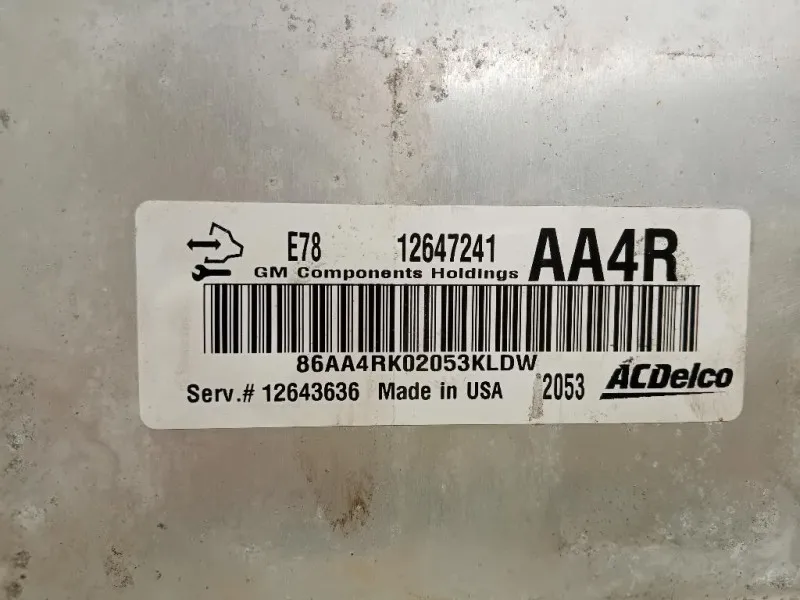 E78 12647241 AA4R
GM Components Holdings
86AA4RK02053KLDW
Serv.# 12643636 Made in USA 2053 ACDelco